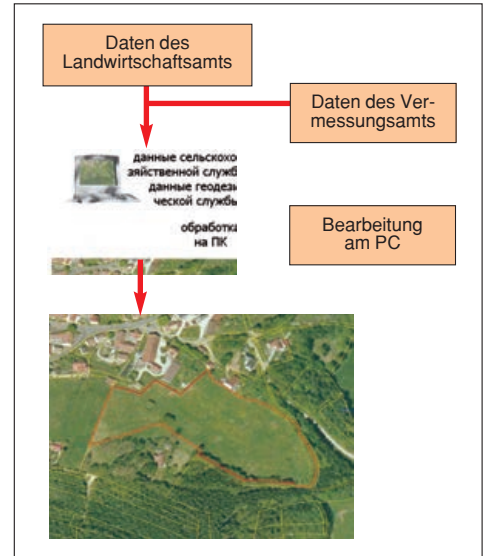 Daten des
Landwirtschaftsamts
Daten des Ver-
messungsamts
данные сельскохо
зяйственной служб
данные геодези
ческой службы
обработка
на ПК
Bearbeitung
am PC